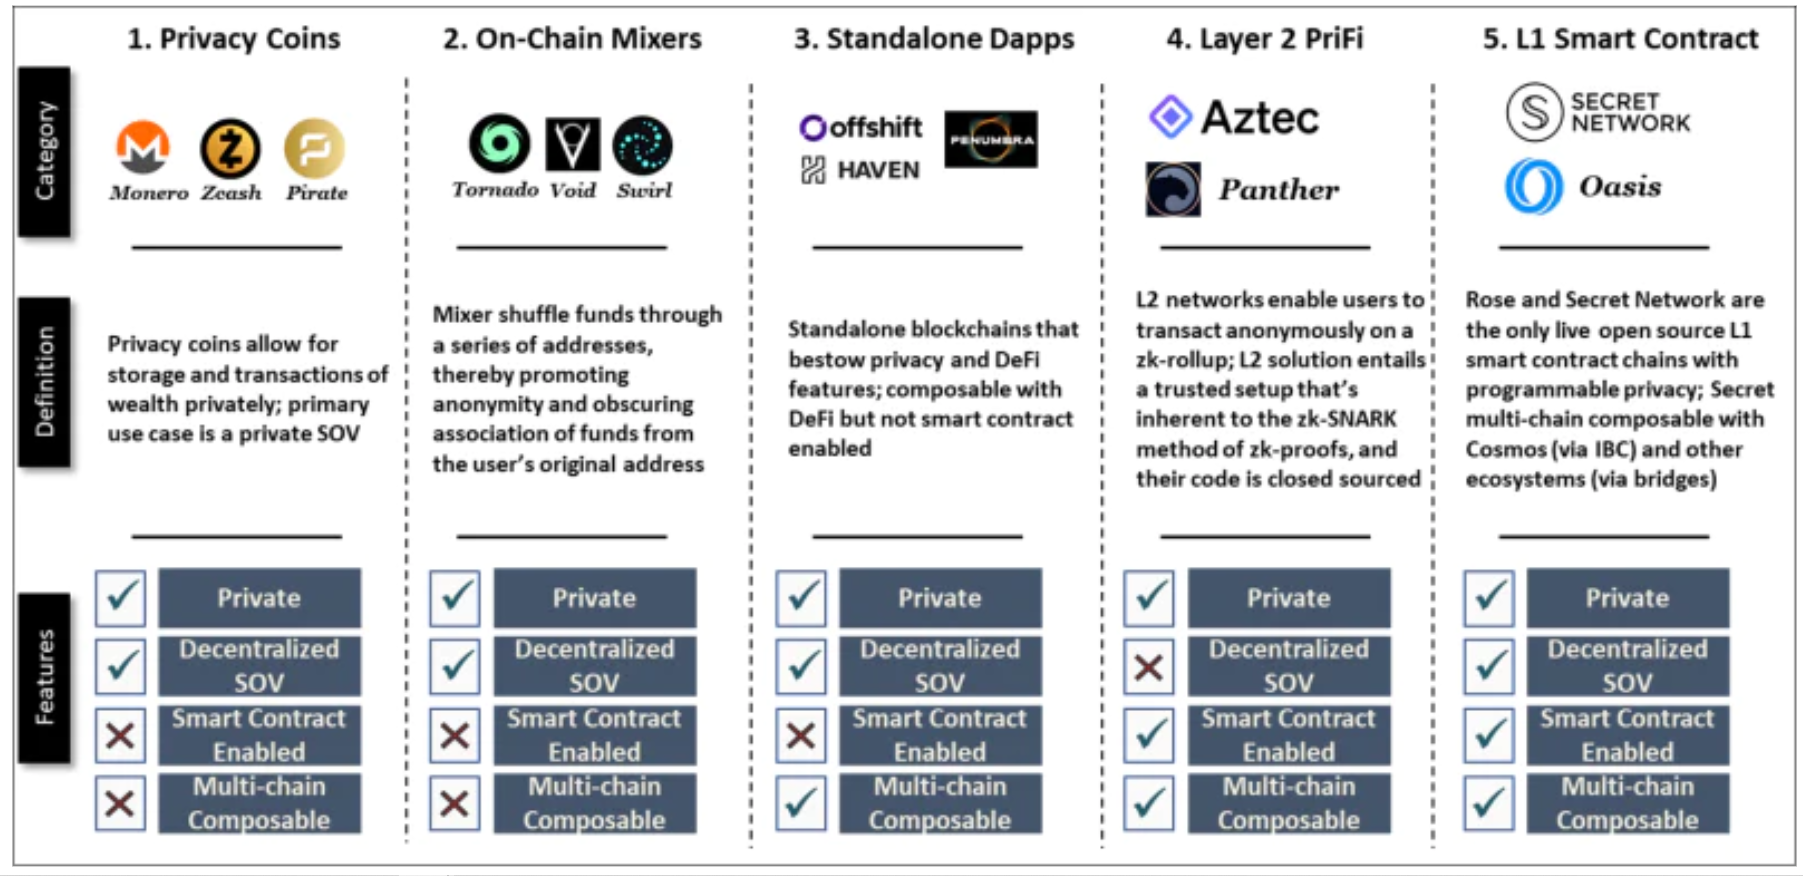 1. Privacy Coins
2. On-Chain Mixers
3. Standalone Dapps
4. Layer 2 PriFi
5. L1 Smart Contract
Category
Monero Zcash Pirate
Tornado Void Swirl
offshift
HAVEN
PENUMBRA
Aztec
Panther
SECRET
NETWORK
Oasis
Definition
Privacy coins allow for
storage and transactions of
wealth privately; primary
use case is a private SOV
Mixer shuffle funds through
a series of addresses,
thereby promoting
anonymity and obscuring
association of funds from
the user's original address
Standalone blockchains that
bestow privacy and DeFi
features; composable with
DeFi but not smart contract
enabled
L2 networks enable users to
transact anonymously on a
zk-rollup; L2 solution entails
a trusted setup that's
inherent to the zk-SNARK
method of zk-proofs, and
their code is closed sourced
Rose and Secret Network are
the only live open source L1
smart contract chains with
programmable privacy; Secret
multi-chain composable with
Cosmos (via IBC) and other
ecosystems (via bridges)
Features
Private
Decentralized
SOV
Smart Contract
Enabled
Multi-chain
Composable
Private
Decentralized
SOV
Smart Contract
Enabled
Multi-chain
Composable
Private
Decentralized
SOV
Smart Contract
Enabled
Multi-chain
Composable
Private
Decentralized
SOV
Smart Contract
Enabled
Multi-chain
Composable
Private
Decentralized
SOV
Smart Contract
Enabled
Multi-chain
Composable